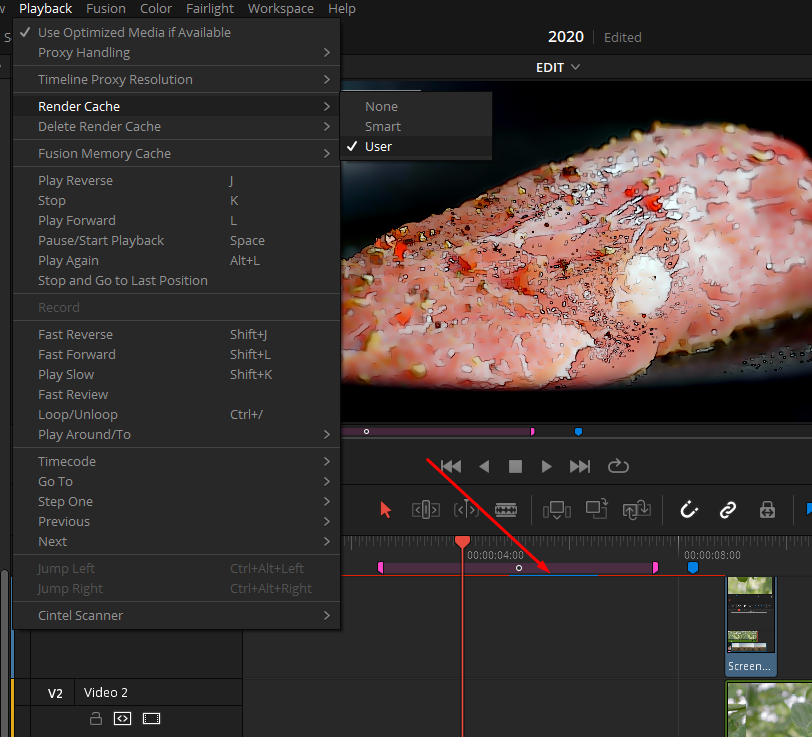 Playback Fusion Color Fairlight Workspace Help
Use Optimized Media if Available
Proxy Handling
Timeline Proxy Resolution
Render Cache
Delete Render Cache
Fusion Memory Cache
Play Reverse J
Stop K
Play Forward L
Pause/Start Playback Space
Play Again Alt+L
Stop and Go to Last Position
Record
Fast Reverse Shift+J
Fast Forward Shift+L
Play Slow Shift+K
Fast Review
Loop/Unloop Ctrl+/
Play Around/To
Timecode
Go To
Step One
Previous
Next
Jump Left Ctrl+Alt+Left
Jump Right Ctrl+Alt+Right
Cintel Scanner
None
Smart
User
2020 Edited
EDIT
00:00:04:00 00:00:08:00
Screen...
V2 Video 2